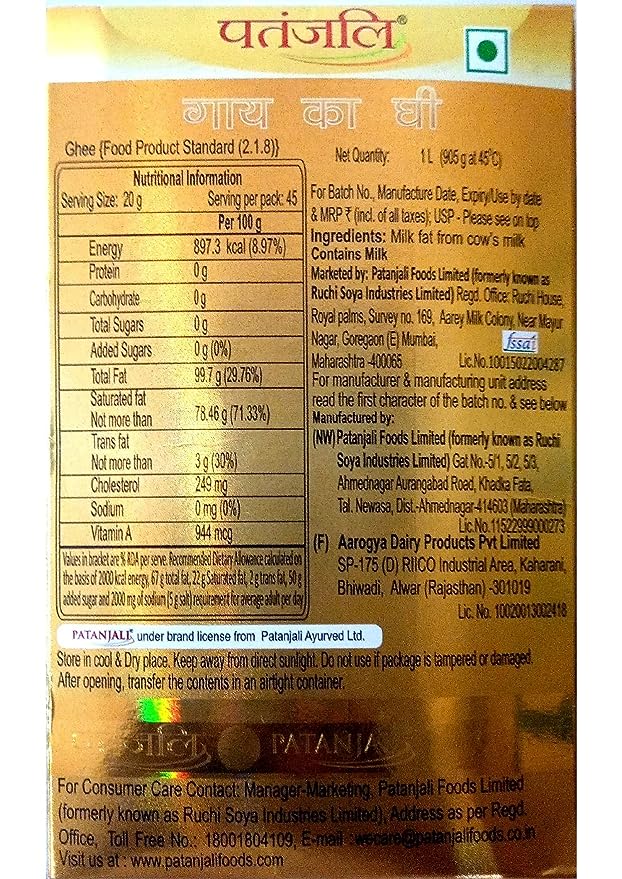 पतंजलि®
गाय का घी
Ghee {Food Product Standard (2.1.8)}
Nutritional Information
Serving Size: 20 g Serving per pack: 45
Per 100 g
Energy 897.3 kcal (8.97%)
Protein 0 g
Carbohydrate 0 g
Total Sugars 0 g
Added Sugars 0 g (0%)
Total Fat 99.7 g (29.76%)
Saturated fat
Not more than 78.46 g (71.33%)
Trans fat
Not more than 3 g (30%)
Cholesterol 249 mg
Sodium 0 mg (0%)
Vitamin A 944 mcg
Values in bracket are % RDA per serve. Recommended Dietary Allowance calculated on
the basis of 2000 kcal energy, 67 g total fat, 22 g Saturated fat, 2 g trans fat, 50 g
added sugar and 2000 mg of sodium (5 g salt) requirement for average adult per day
Net Quantity: 1 L (905 g at 45°C)
For Batch No., Manufacture Date, Expiry/Use by date
& MRP ₹ (incl. of all taxes); USP - Please see on top
Ingredients: Milk fat from cow's milk
Contains Milk
Marketed by: Patanjali Foods Limited (formerly known as
Ruchi Soya Industries Limited) Regd. Office: Ruchi House,
Royal palms, Survey no. 169, Aarey Milk Colony, Near Mayur
Nagar, Goregaon (E) Mumbai,
fssai
Maharashtra -400065 Lic.No.10015022004287
For manufacturer & manufacturing unit address
read the first character of the batch no. & see below
Manufactured by:
(NW) Patanjali Foods Limited (formerly known as Ruchi
Soya Industries Limited) Gat No.-5/1, 5/2, 5/3,
Ahmednagar Aurangabad Road, Khadka Fata,
Tal. Newasa, Dist.-Ahmednagar-414603 (Maharashtra)
Lic.No.11522999000273
(F) Aarogya Dairy Products Pvt Limited
SP-175 (D) RIICO Industrial Area, Kaharani,
Bhiwadi, Alwar (Rajasthan) -301019
Lic. No. 10020013002418
PATANJALI® under brand license from Patanjali Ayurved Ltd.
Store in cool & Dry place. Keep away from direct sunlight. Do not use if package is tampered or damaged.
After opening, transfer the contents in an airtight container.
PATANJALI
For Consumer Care Contact: Manager-Marketing, Patanjali Foods Limited
(formerly known as Ruchi Soya Industries Limited), Address as per Regd.
Office, Toll Free No.: 18001804109, E-mail :wecare@patanjalifoods.co.in
Visit us at : www.patanjalifoods.com